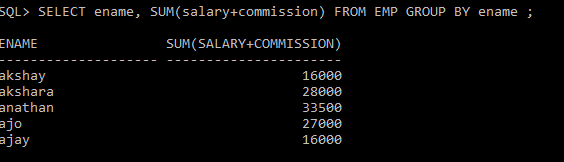 SQL> SELECT ename, SUM(salary+commission) FROM EMP GROUP BY ename ;
ENAME                SUM(SALARY+COMMISSION)
-------------------- ----------------------
akshay                                16000
akshara                               28000
anathan                               33500
ajo                                   27000
ajay                                  16000